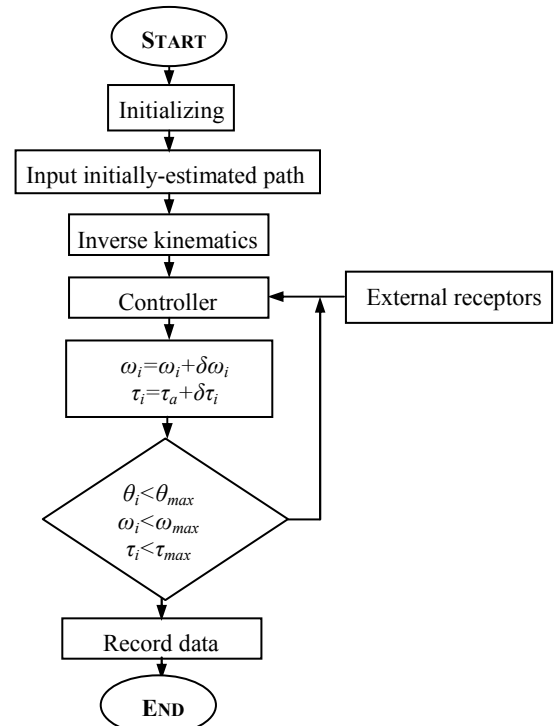 START
Initializing
Input initially-estimated path
Inverse kinematics
Controller
External receptors
ωᵢ=ωᵢ+δωᵢ
τᵢ=τₐ+δτᵢ
θᵢ<θₘₐₓ
ωᵢ<ωₘₐₓ
τᵢ<τₘₐₓ
Record data
END